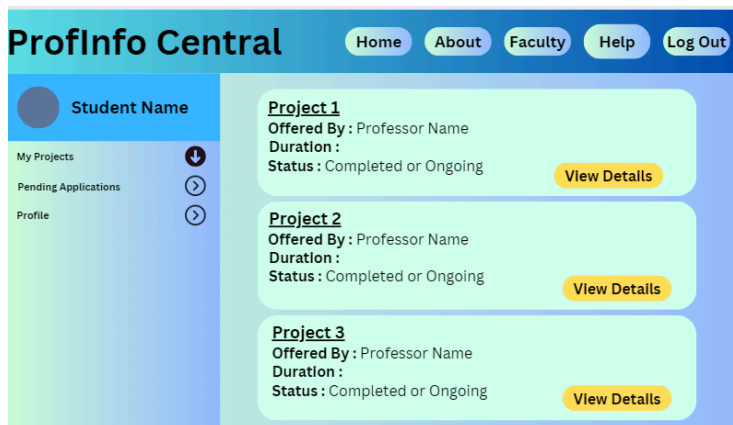 ProfInfo Central
Home
About
Faculty
Help
Log Out
Student Name
My Projects
Pending Applications
Profile
Project 1
Offered By : Professor Name
Duration :
Status : Completed or Ongoing
View Details
Project 2
Offered By : Professor Name
Duration :
Status : Completed or Ongoing
View Details
Project 3
Offered By : Professor Name
Duration :
Status : Completed or Ongoing
View Details